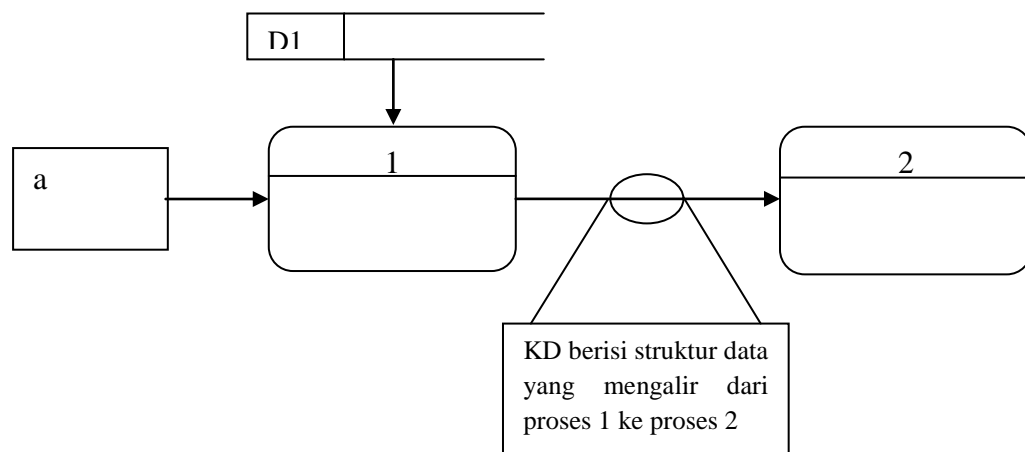 D1
a
1
2
KD berisi struktur data
yang mengalir dari
proses 1 ke proses 2